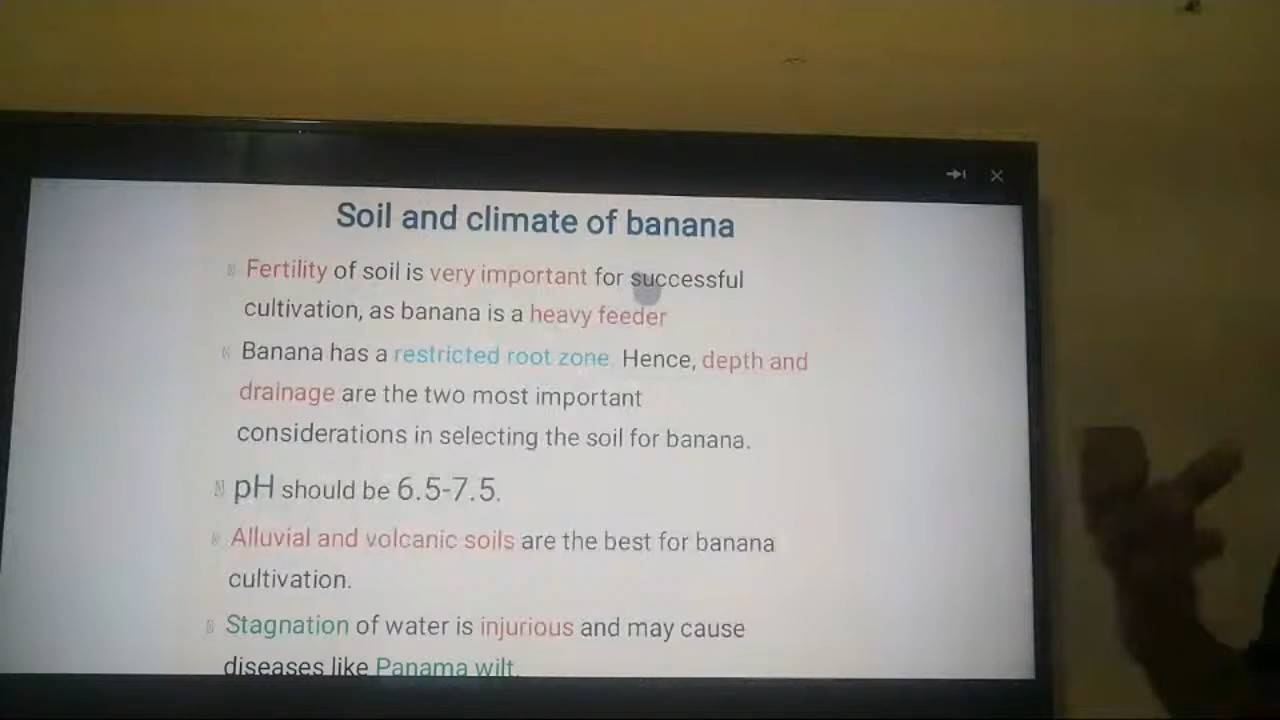 Soil and climate of banana
Fertility of soil is very important for successful
cultivation, as banana is a heavy feeder
Banana has a restricted root zone. Hence, depth and
drainage are the two most important
considerations in selecting the soil for banana.
pH should be 6.5-7.5.
Alluvial and volcanic soils are the best for banana
cultivation.
Stagnation of water is injurious and may cause
diseases like Panama wilt.